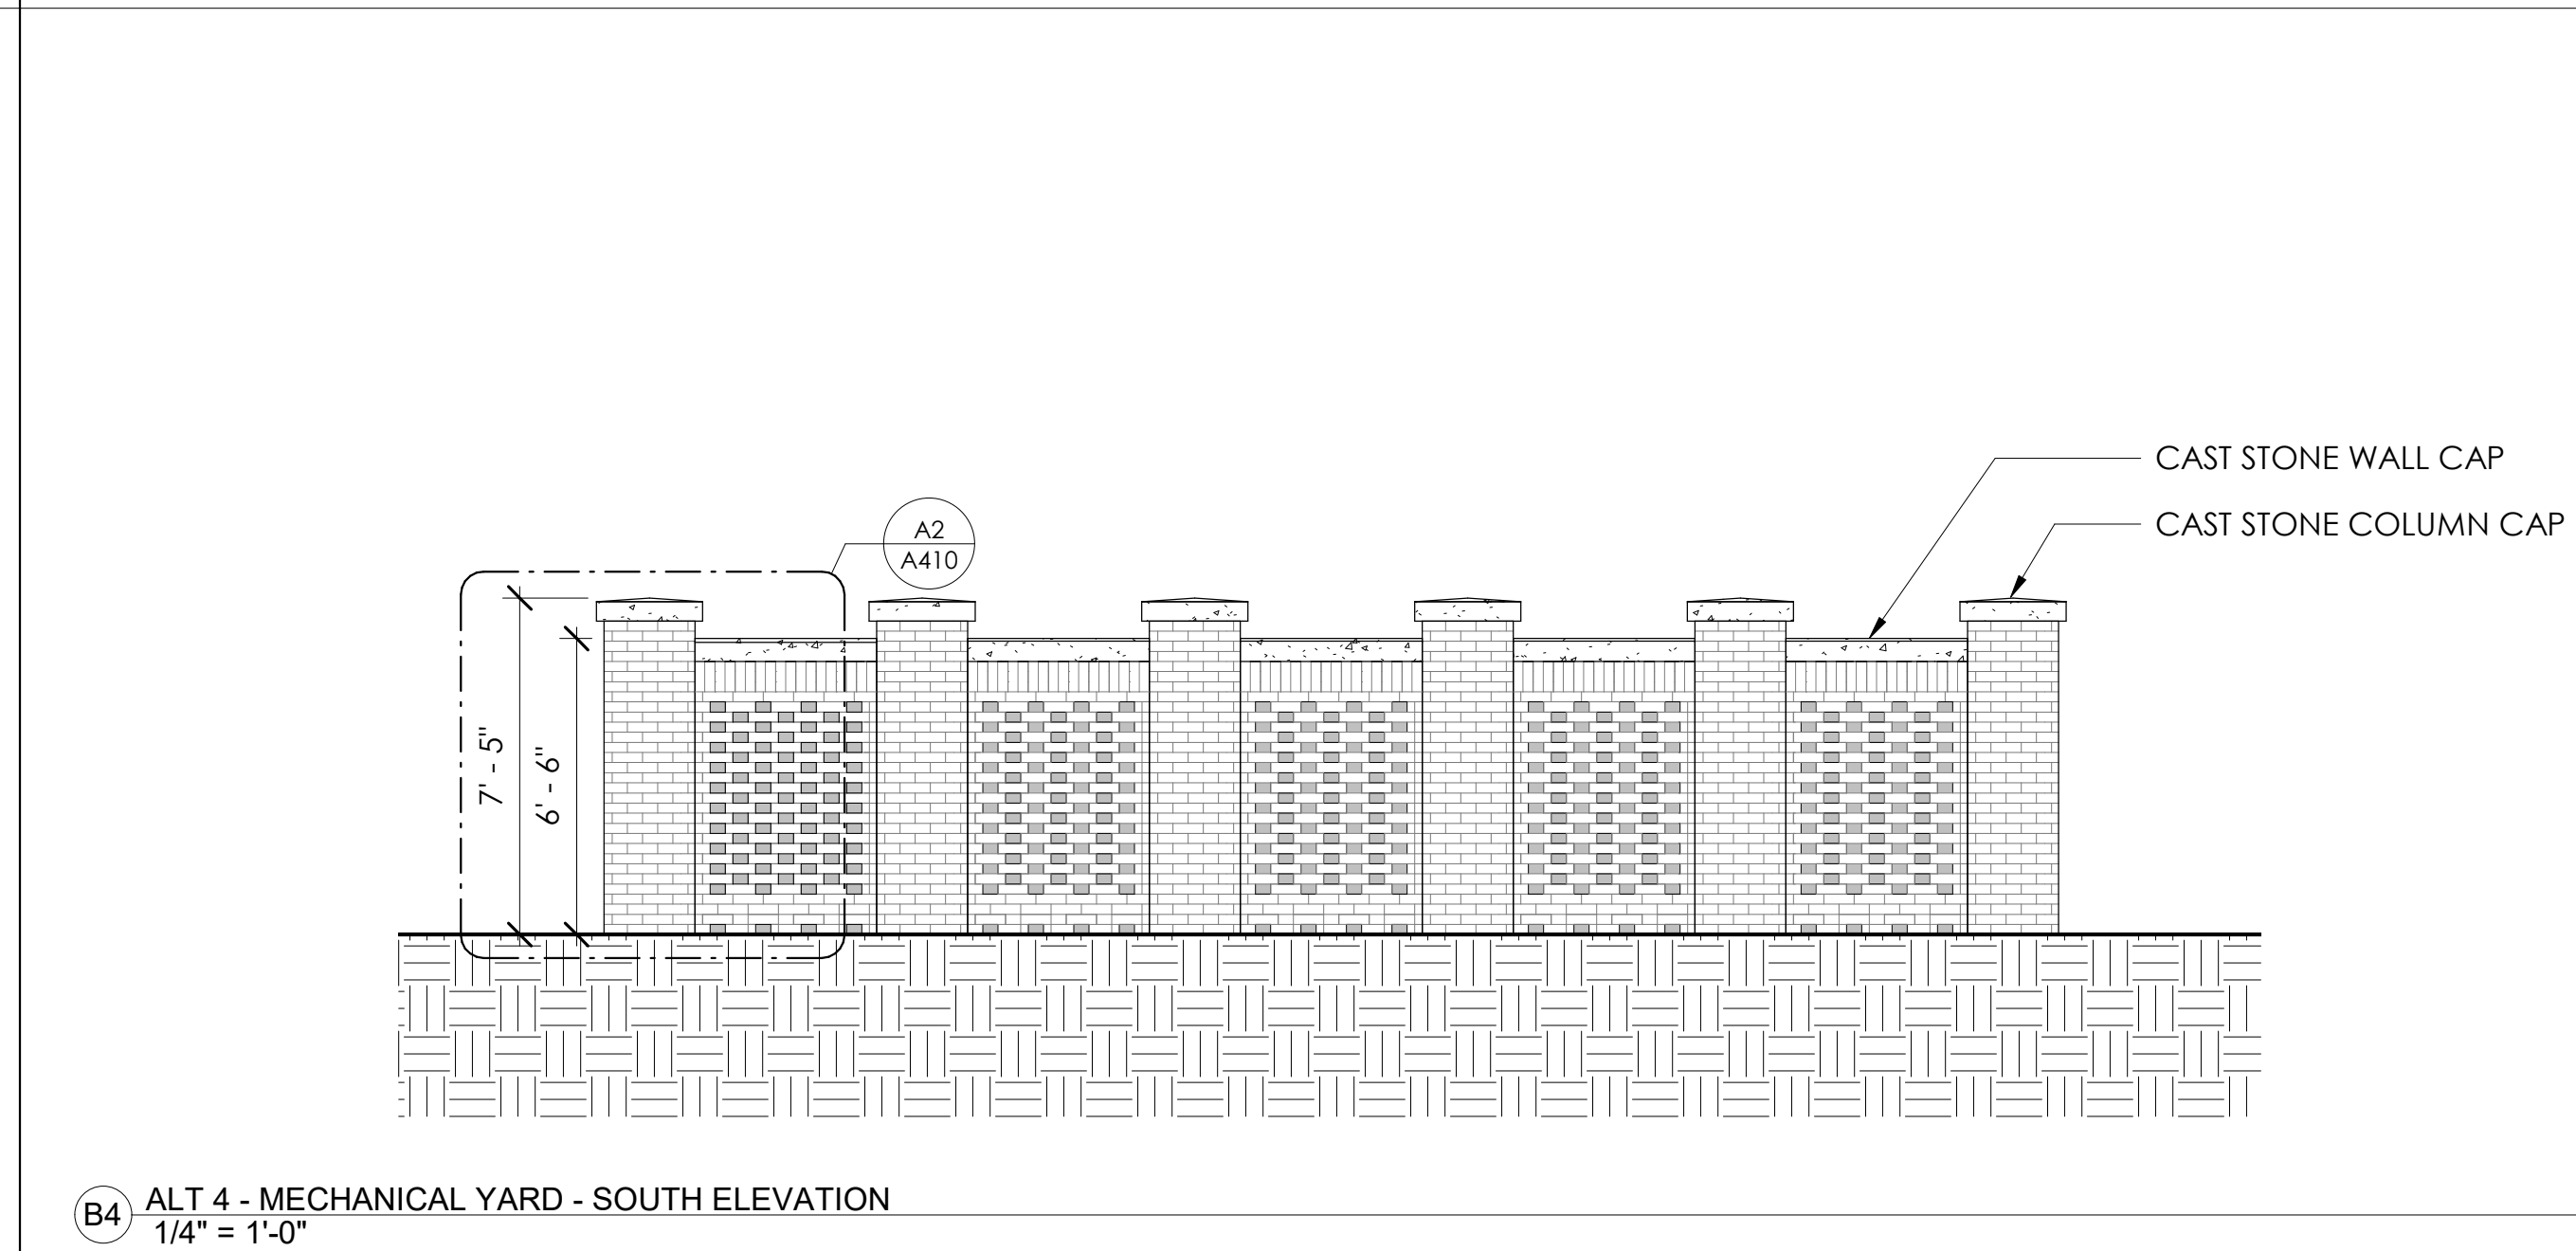 CAST STONE WALL CAP
A2
A410
CAST STONE COLUMN CAP
7' - 5"
6' - 6"
B4
ALT 4 - MECHANICAL YARD - SOUTH ELEVATION
1/4" = 1'-0"